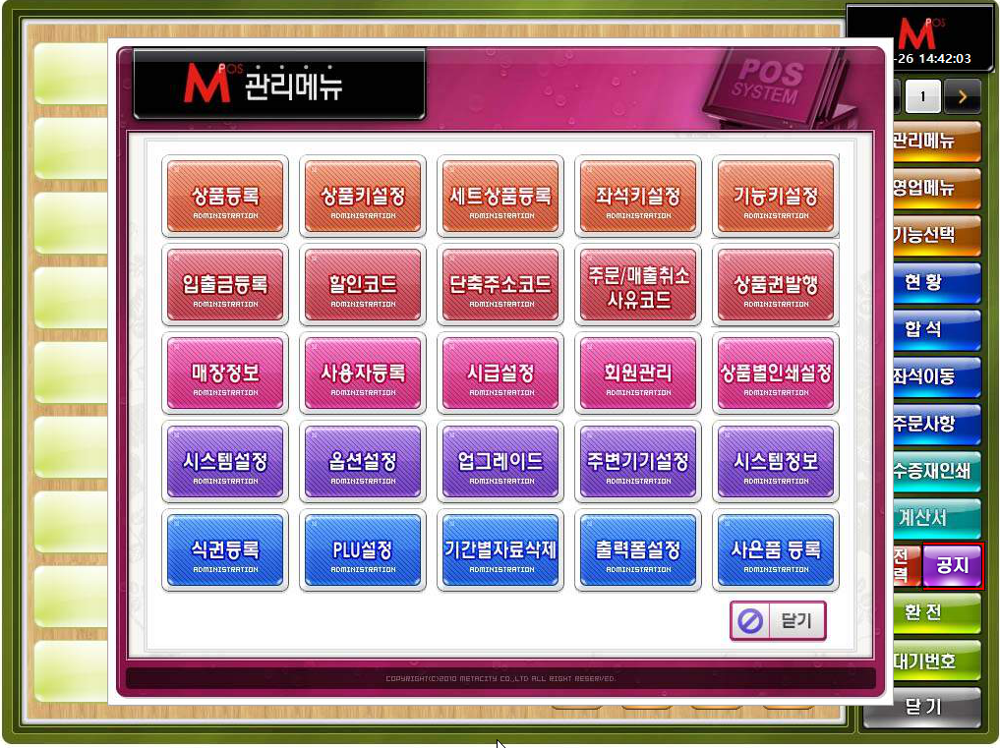 M POS
-26 14:42:03
1
M POS 관리메뉴
POS
SYSTEM
상품등록
ADMINISTRATION
상품키설정
ADMINISTRATION
세트상품등록
ADMINISTRATION
좌석키설정
ADMINISTRATION
기능키설정
ADMINISTRATION
입출금등록
ADMINISTRATION
할인코드
ADMINISTRATION
단축주소코드
ADMINISTRATION
주문/매출취소
사유코드
상품권발행
ADMINISTRATION
매장정보
ADMINISTRATION
사용자등록
ADMINISTRATION
시급설정
ADMINISTRATION
회원관리
ADMINISTRATION
상품별인쇄설정
ADMINISTRATION
시스템설정
ADMINISTRATION
옵션설정
ADMINISTRATION
업그레이드
ADMINISTRATION
주변기기설정
ADMINISTRATION
시스템정보
ADMINISTRATION
식권등록
ADMINISTRATION
PLU설정
ADMINISTRATION
기간별자료삭제
ADMINISTRATION
출력폼설정
ADMINISTRATION
사은품 등록
ADMINISTRATION
닫기
COPYRIGHT(C)2010 METACITY CO.,LTD ALL RIGHT RESERVED.
관리메뉴
영업메뉴
기능선택
현 황
합 석
좌석이동
주문사항
수증재인쇄
계산서
전
력
공지
환 전
대기번호
닫 기